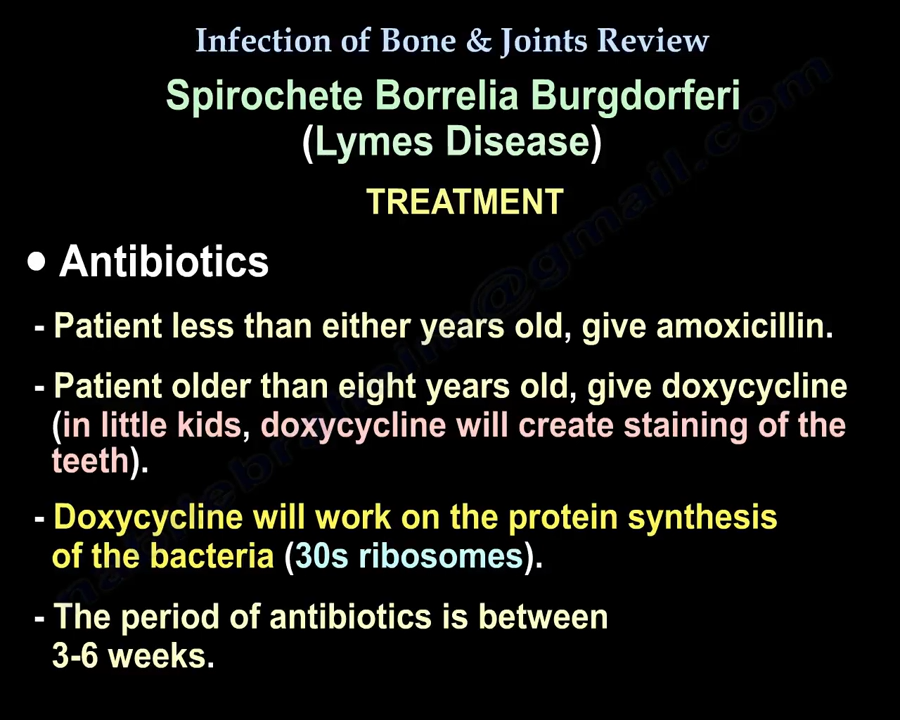 Infection of Bone & Joints Review
Spirochete Borrelia Burgdorferi
(Lymes Disease)
TREATMENT
• Antibiotics
- Patient less than either years old, give amoxicillin.
- Patient older than eight years old, give doxycycline
(in little kids, doxycycline will create staining of the
teeth).
- Doxycycline will work on the protein synthesis
of the bacteria (30s ribosomes).
- The period of antibiotics is between
3-6 weeks.